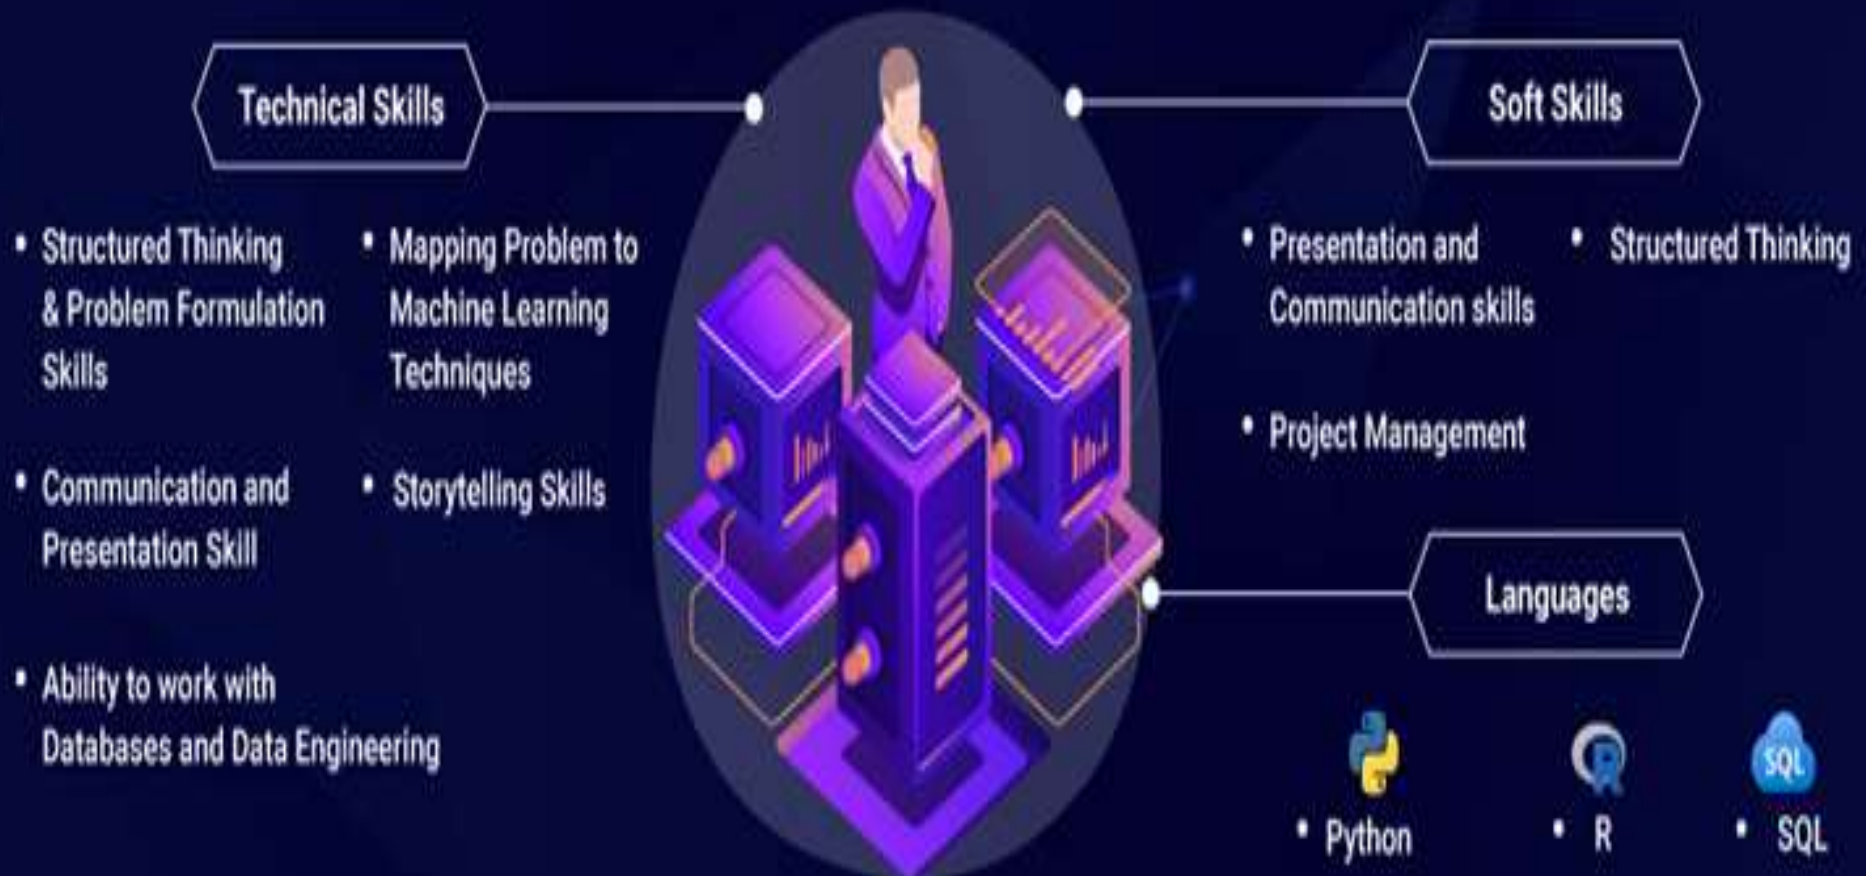 Technical Skills
• Structured Thinking
& Problem Formulation
Skills
• Mapping Problem to
Machine Learning
Techniques
• Communication and
Presentation Skill
• Storytelling Skills
• Ability to work with
Databases and Data Engineering
Soft Skills
• Presentation and
Communication skills
• Structured Thinking
• Project Management
Languages
SQL
• Python
• R
• SQL